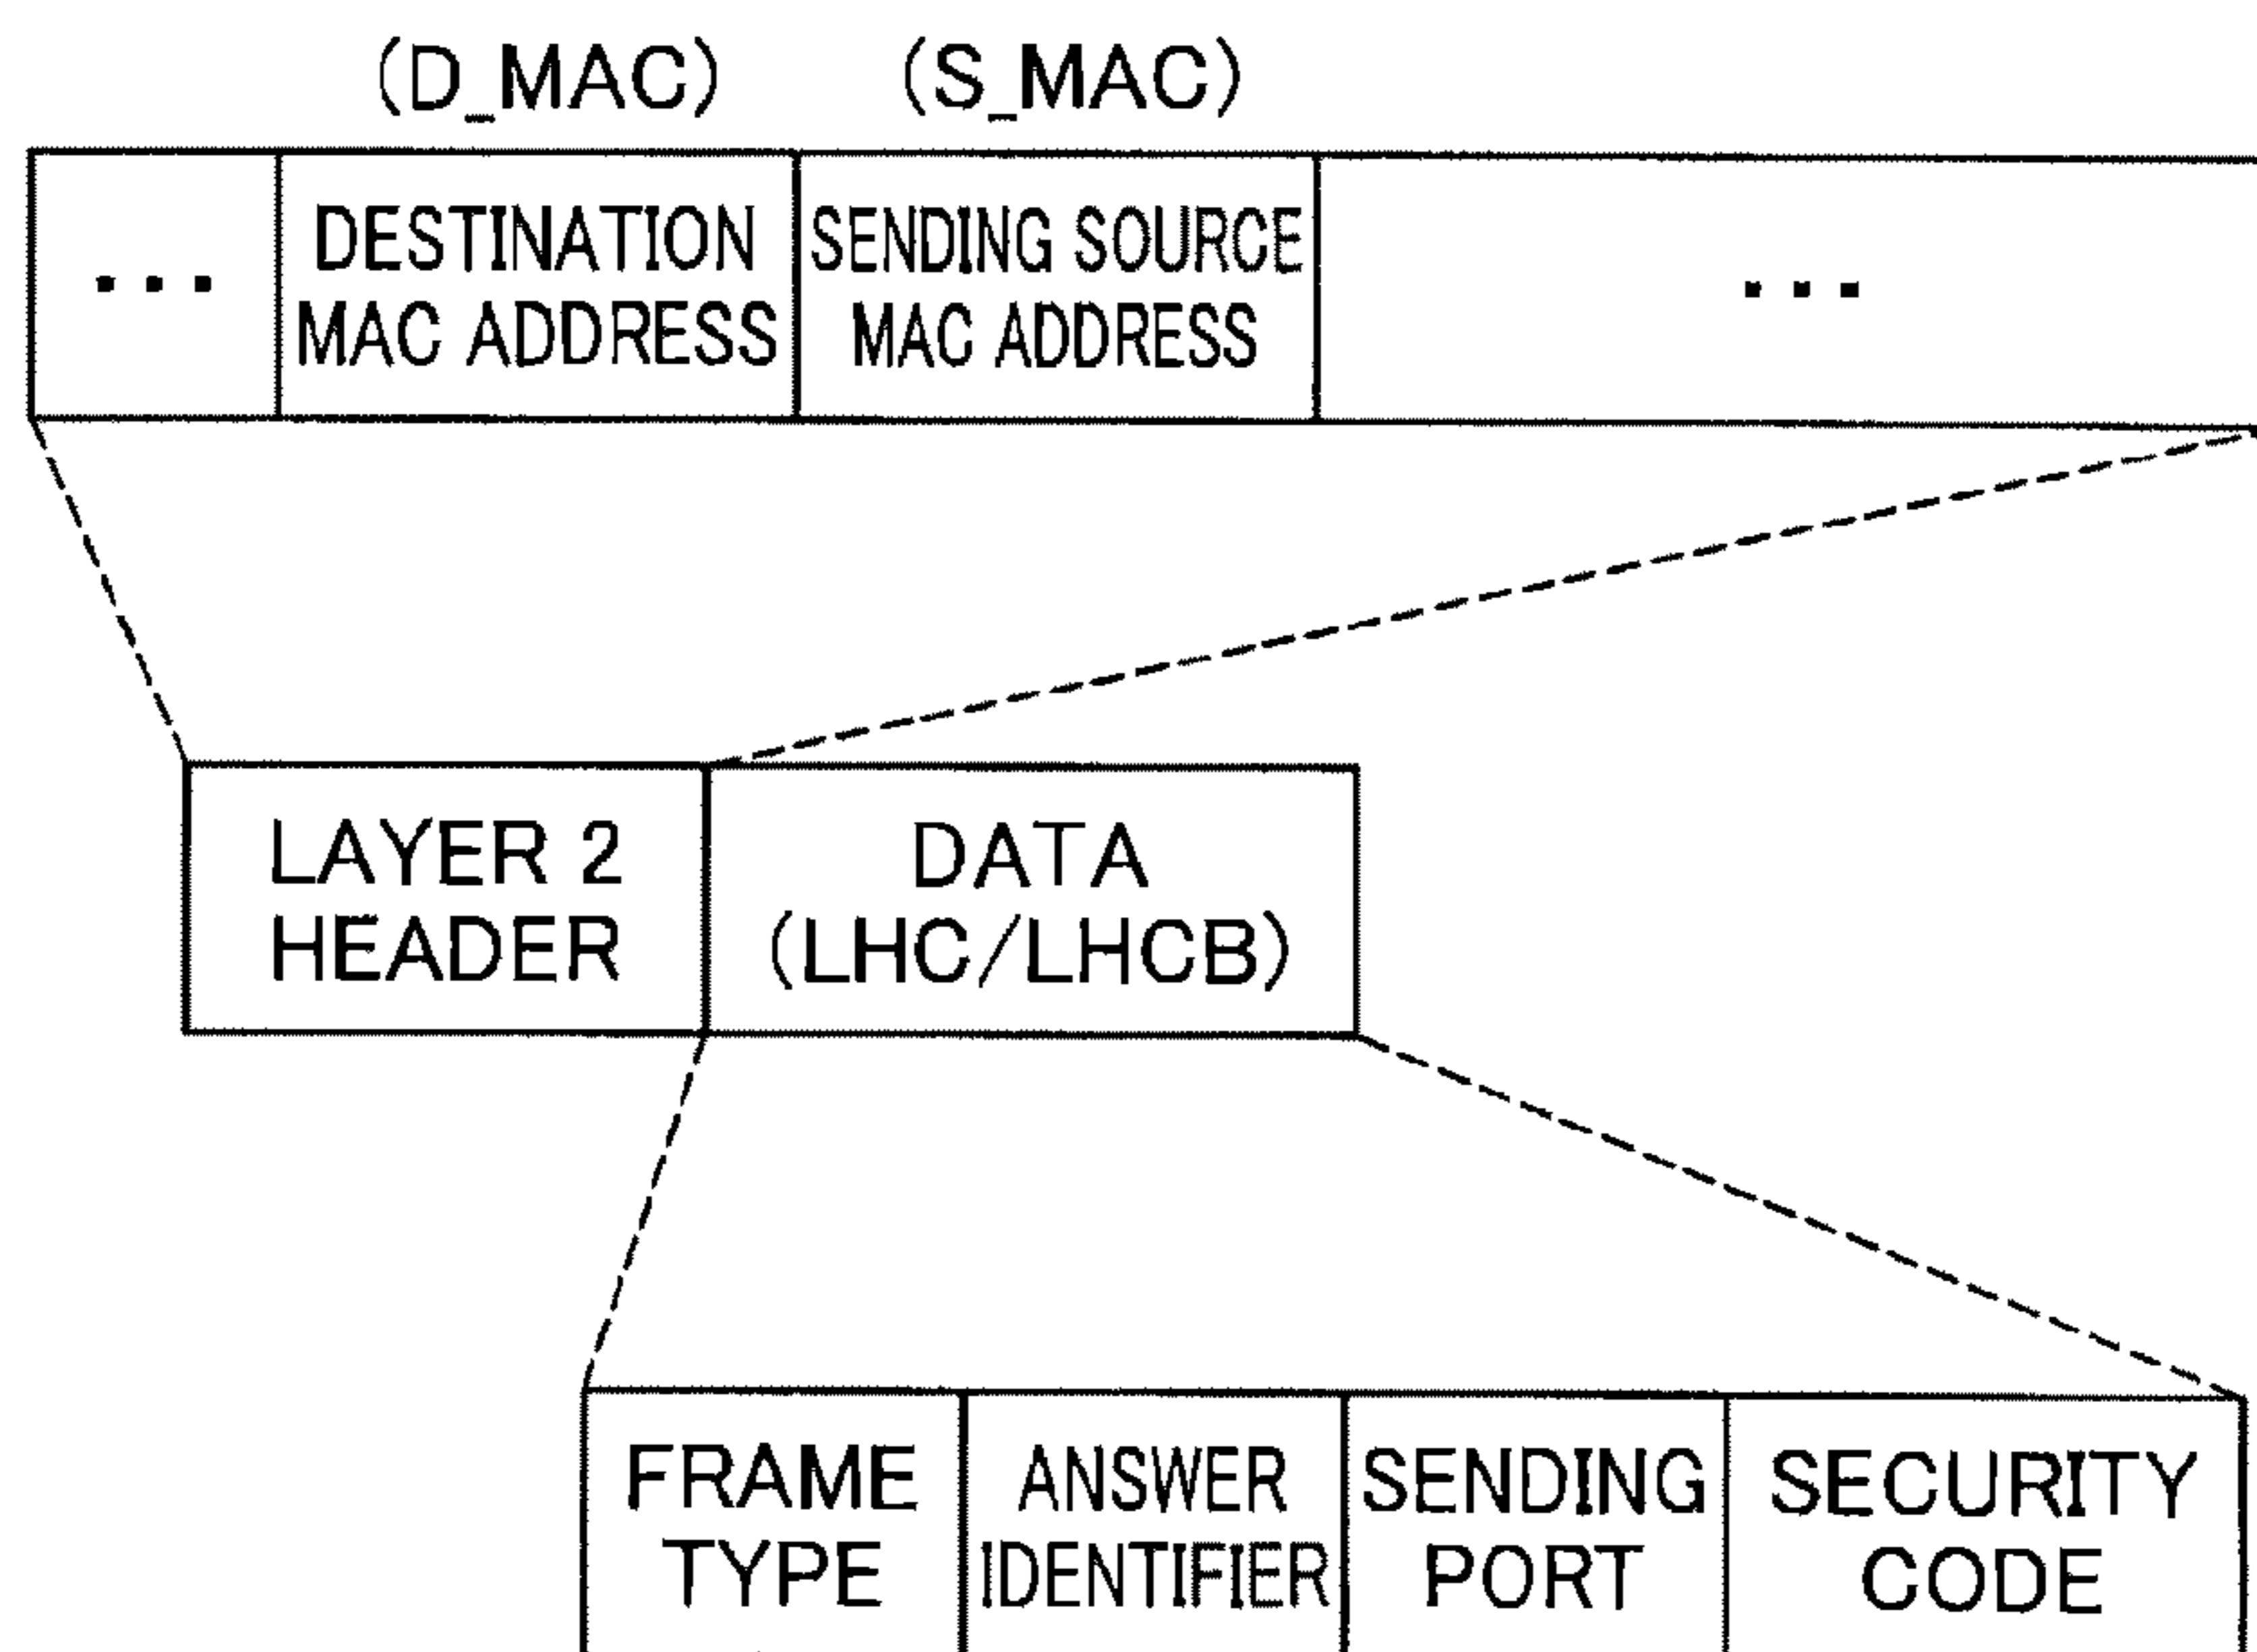 (D_MAC) (S_MAC)
... DESTINATION SENDING SOURCE ...
MAC ADDRESS MAC ADDRESS
LAYER 2 DATA
HEADER (LHC/LHCB)
FRAME ANSWER SENDING SECURITY
TYPE IDENTIFIER PORT CODE